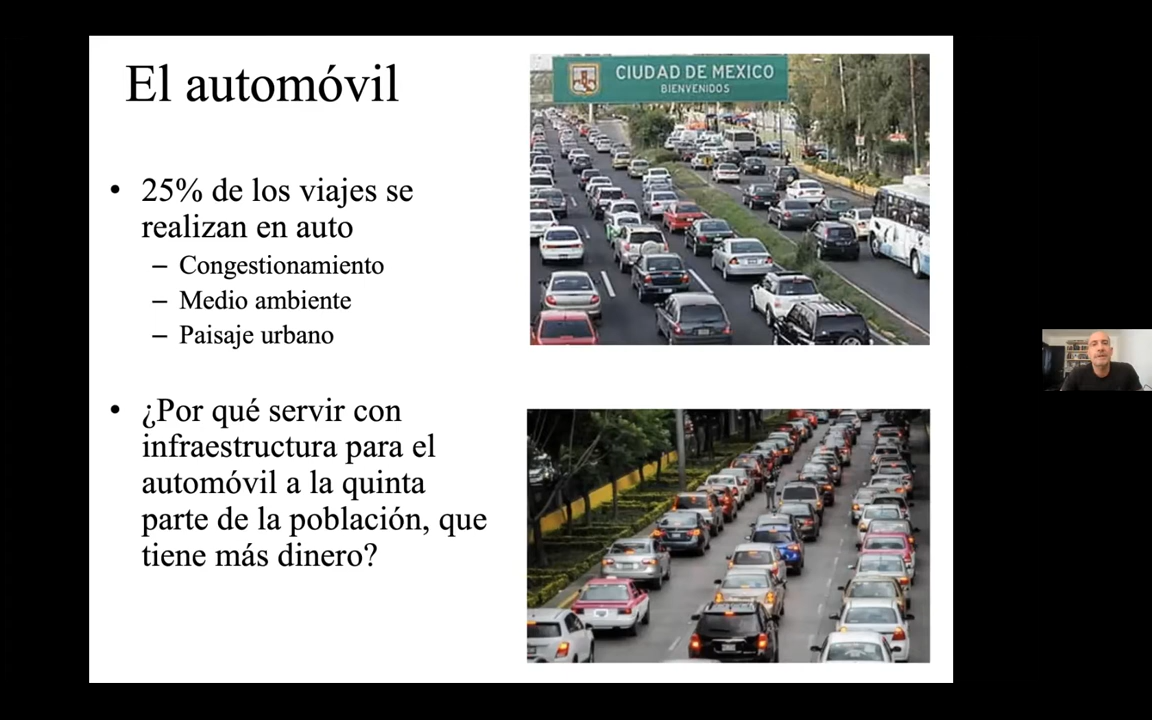 El automóvil
• 25% de los viajes se
realizan en auto
– Congestionamiento
– Medio ambiente
– Paisaje urbano
• ¿Por qué servir con
infraestructura para el
automóvil a la quinta
parte de la población, que
tiene más dinero?
CIUDAD DE MEXICO
BIENVENIDOS